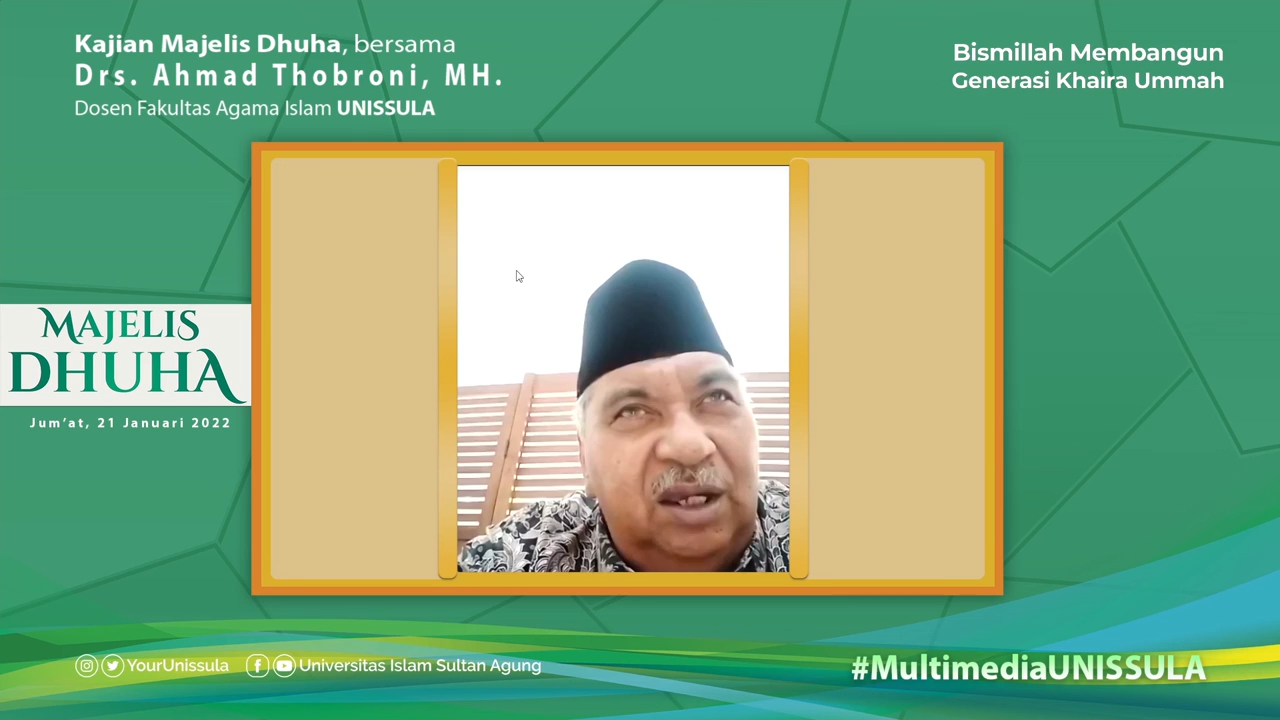 Kajian Majelis Dhuha, bersama
Drs. Ahmad Thobroni, MH.
Dosen Fakultas Agama Islam UNISSULA
Bismillah Membangun
Generasi Khaira Ummah
MAJELIS
DHUHA
Jum'at, 21 Januari 2022
YourUnissula
Universitas Islam Sultan Agung
#MultimediaUNISSULA